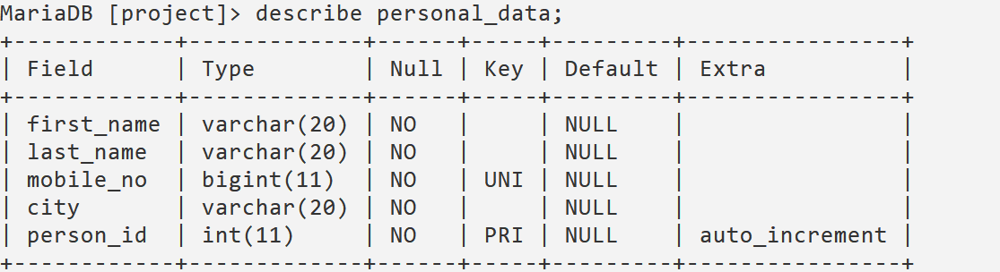 MariaDB [project]> describe personal_data;
+------------+-------------+------+-----+---------+----------------+
| Field      | Type        | Null | Key | Default | Extra          |
+------------+-------------+------+-----+---------+----------------+
| first_name | varchar(20) | NO   |     | NULL    |                |
| last_name  | varchar(20) | NO   |     | NULL    |                |
| mobile_no  | bigint(11)  | NO   | UNI | NULL    |                |
| city       | varchar(20) | NO   |     | NULL    |                |
| person_id  | int(11)     | NO   | PRI | NULL    | auto_increment |
+------------+-------------+------+-----+---------+----------------+